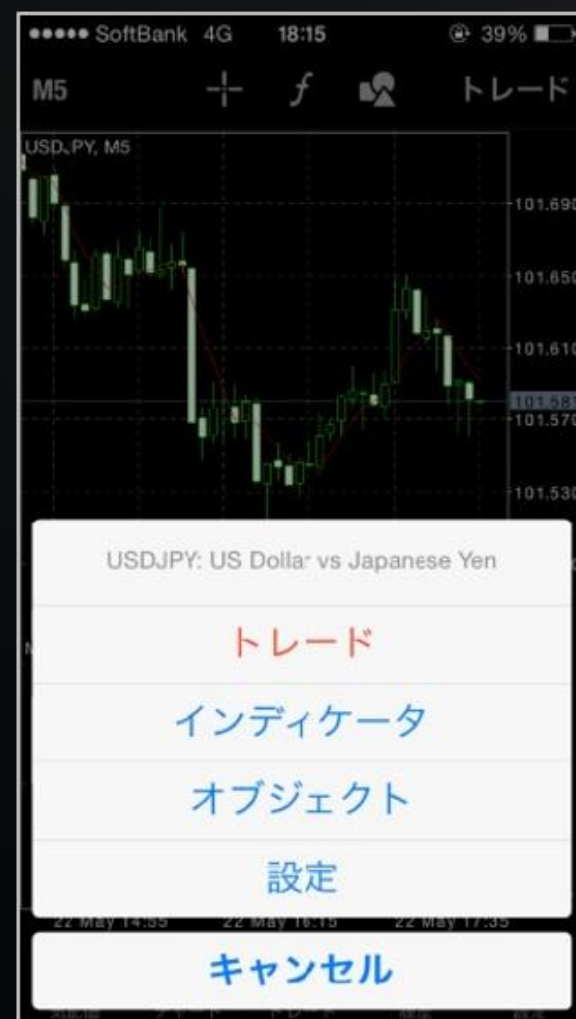 ●●●●● SoftBank 4G 18:15 39%
M5 トレード
USDJPY, M5
101.690
101.650
101.610
101.581
101.570
101.530
USDJPY: US Dollar vs Japanese Yen
トレード
インディケータ
オブジェクト
設定
22 May 14:55 22 May 16:15 22 May 17:35
キャンセル